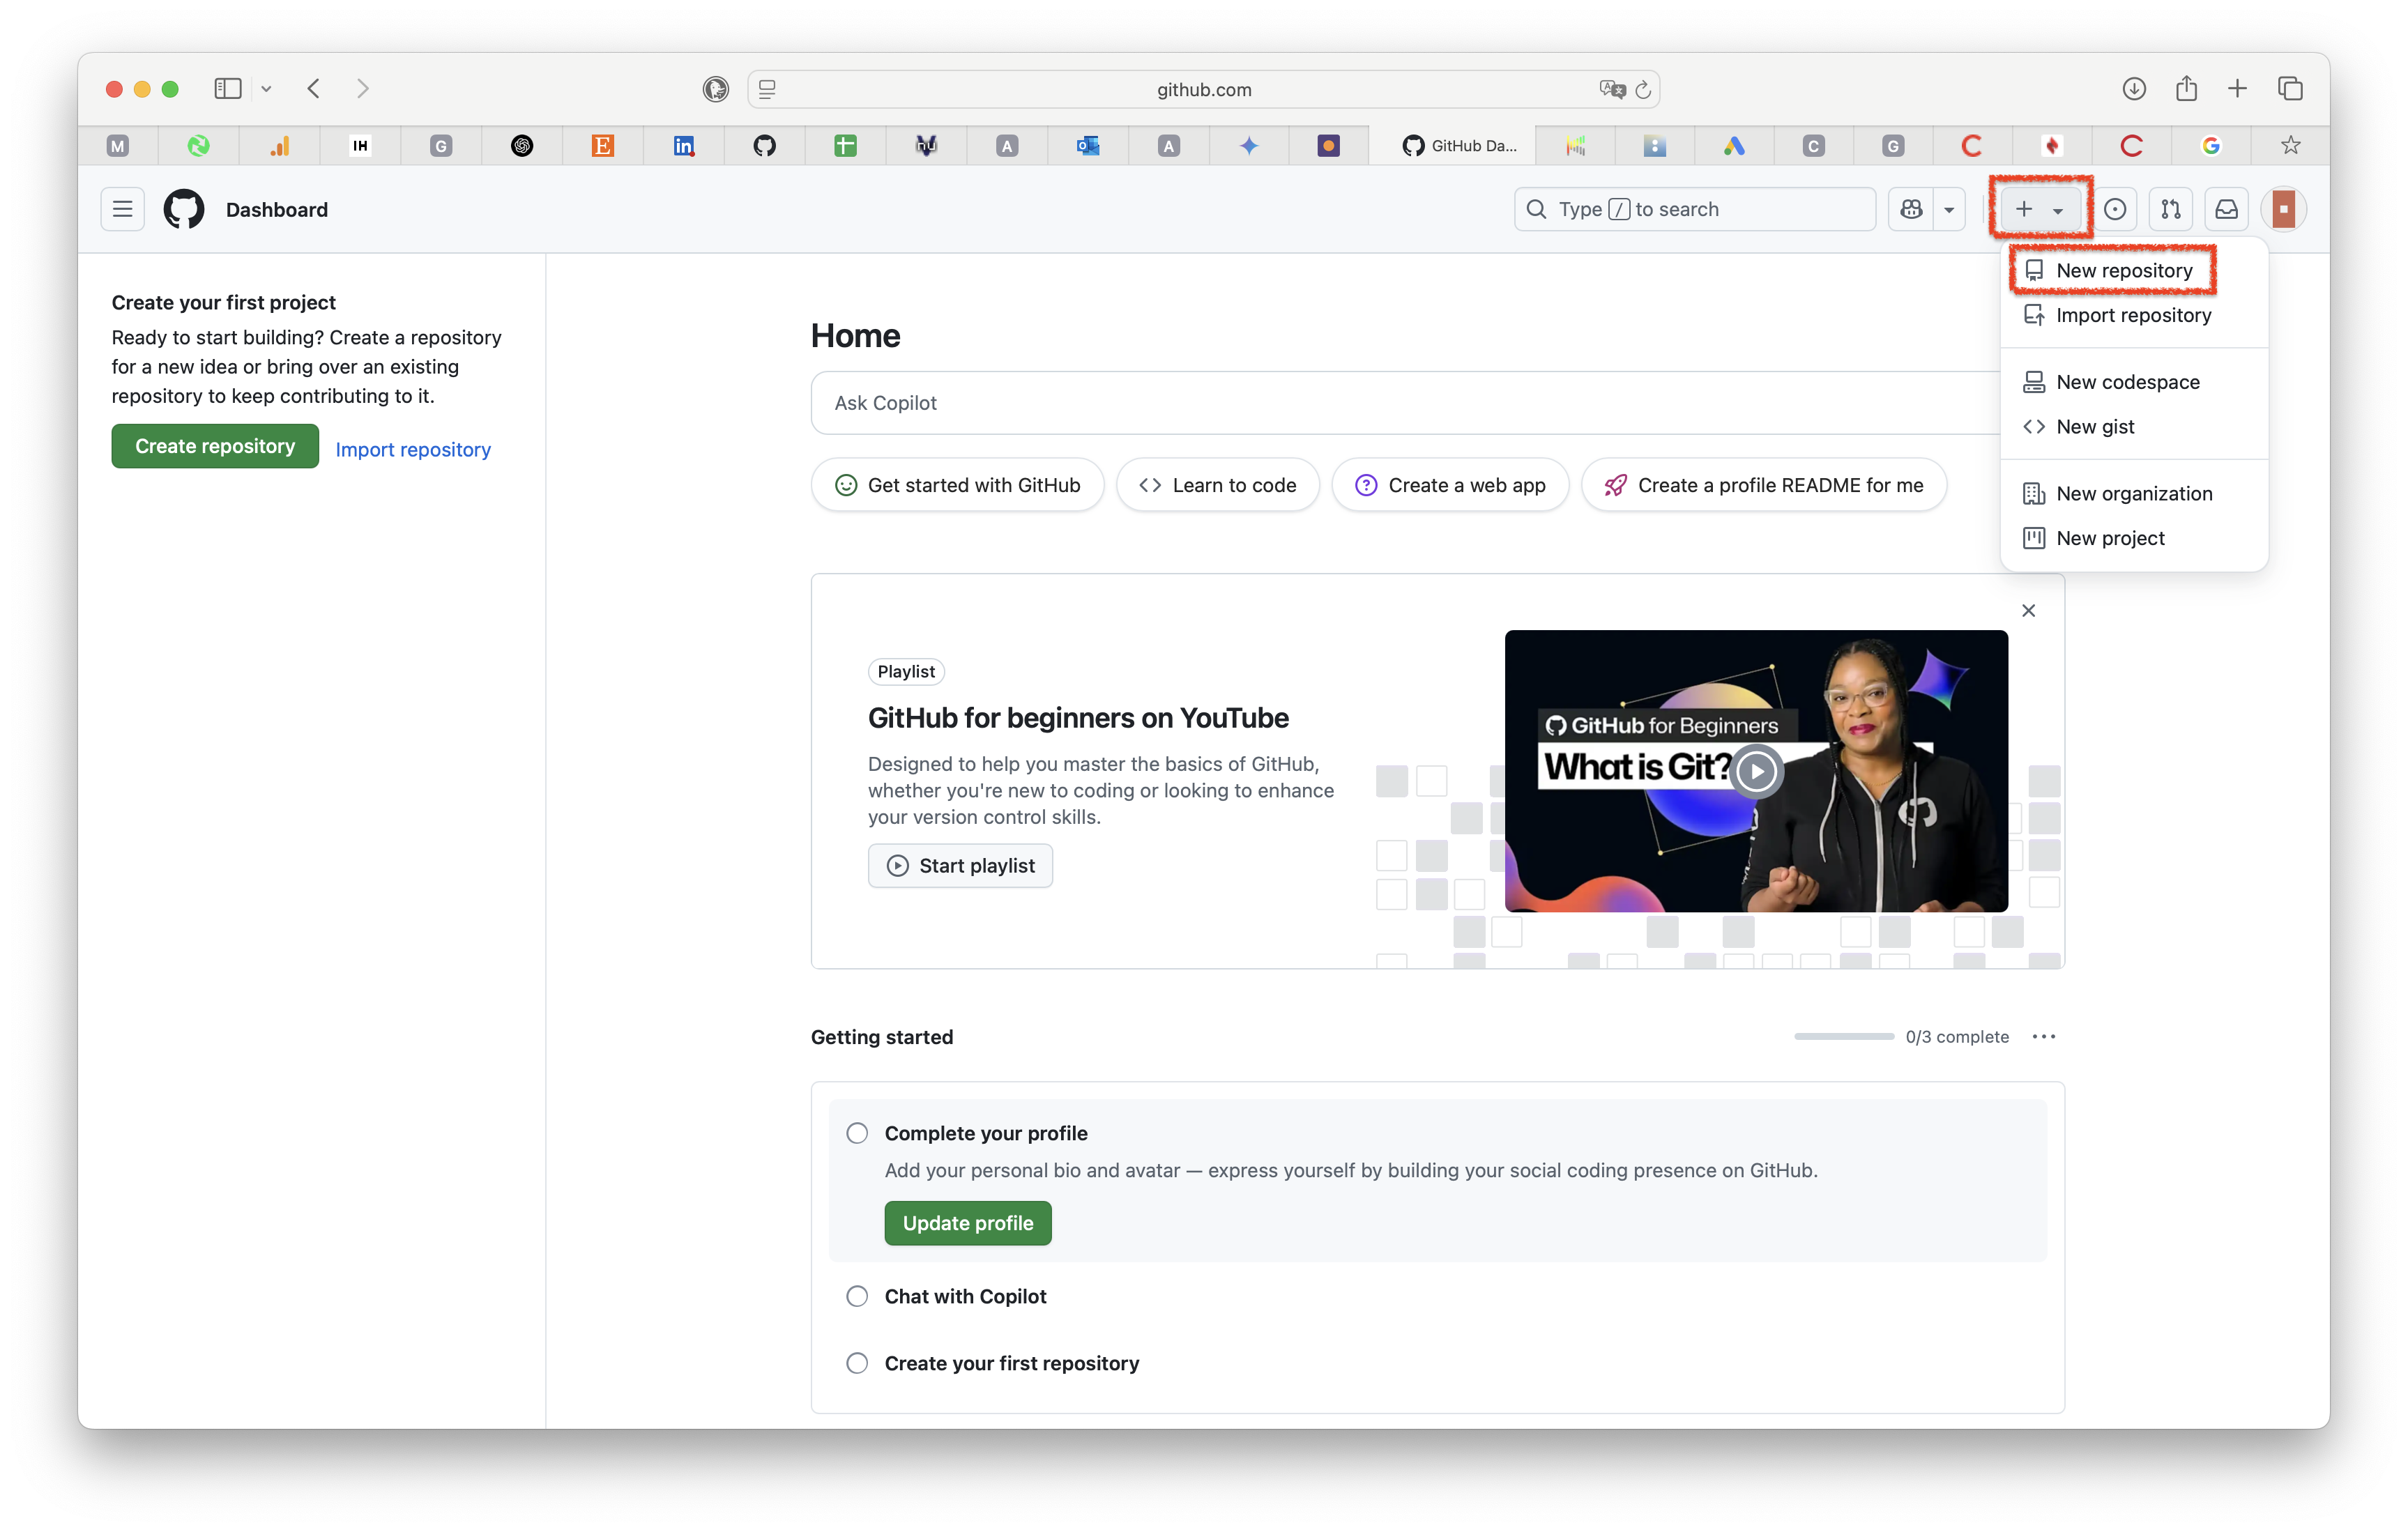 github.com
M
IH
G
E
in
nu
A
A
GitHub Da...
C
G
G
Dashboard
Type / to search
New repository
Import repository
New codespace
New gist
New organization
New project
Create your first project
Ready to start building? Create a repository
for a new idea or bring over an existing
repository to keep contributing to it.
Create repository
Import repository
Home
Ask Copilot
Get started with GitHub
Learn to code
Create a web app
Create a profile README for me
Playlist
GitHub for beginners on YouTube
Designed to help you master the basics of GitHub,
whether you're new to coding or looking to enhance
your version control skills.
Start playlist
GitHub for Beginners
What is Git?
Getting started
0/3 complete
Complete your profile
Add your personal bio and avatar — express yourself by building your social coding presence on GitHub.
Update profile
Chat with Copilot
Create your first repository